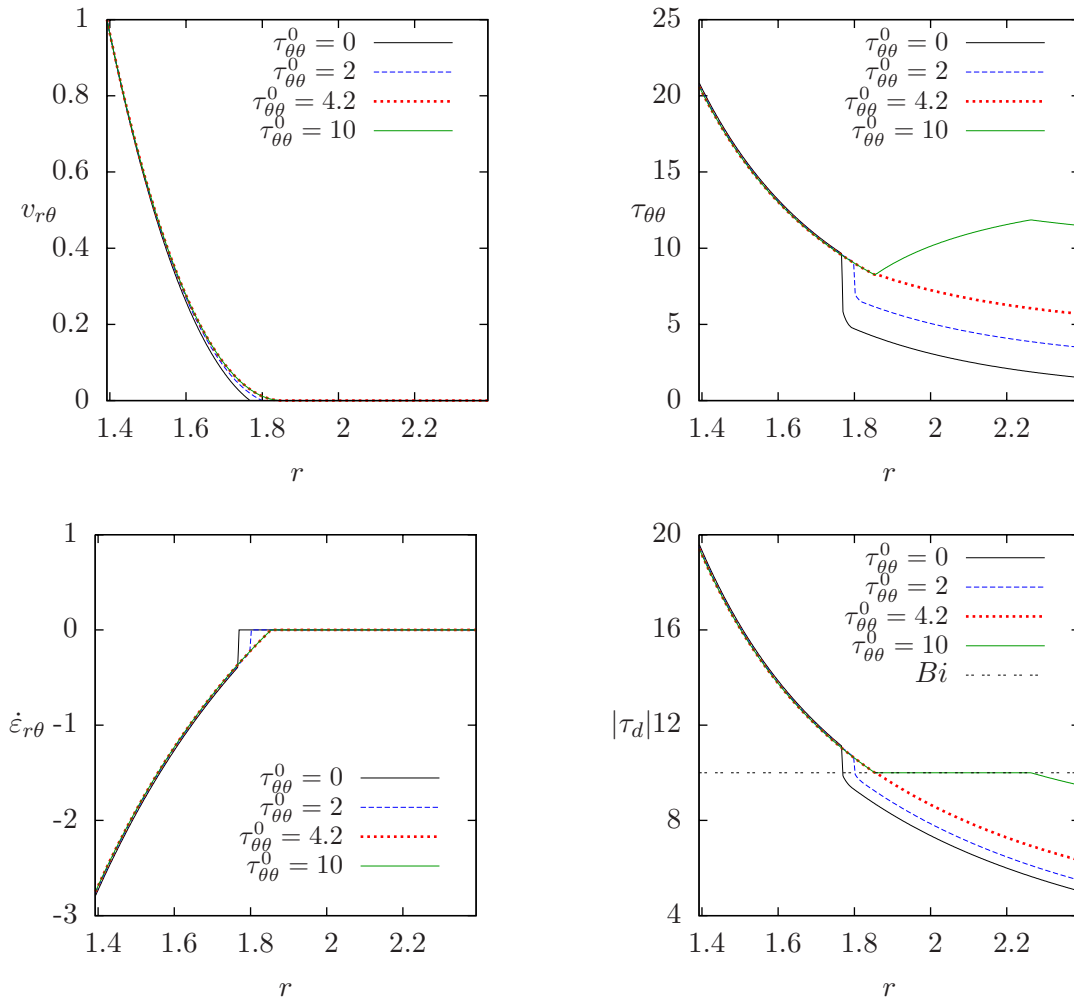 1
0.8
0.6
0.4
0.2
0
v_{rθ}
1.4 1.6 1.8 2 2.2
r
τ^0_{θθ} = 0
τ^0_{θθ} = 2
τ^0_{θθ} = 4.2
τ^0_{θθ} = 10
25
20
15
10
5
0
τ_{θθ}
1.4 1.6 1.8 2 2.2
r
τ^0_{θθ} = 0
τ^0_{θθ} = 2
τ^0_{θθ} = 4.2
τ^0_{θθ} = 10
1
0
-1
-2
-3
ε̇_{rθ}
1.4 1.6 1.8 2 2.2
r
τ^0_{θθ} = 0
τ^0_{θθ} = 2
τ^0_{θθ} = 4.2
τ^0_{θθ} = 10
20
16
12
8
4
|τ_d|
1.4 1.6 1.8 2 2.2
r
τ^0_{θθ} = 0
τ^0_{θθ} = 2
τ^0_{θθ} = 4.2
τ^0_{θθ} = 10
Bi